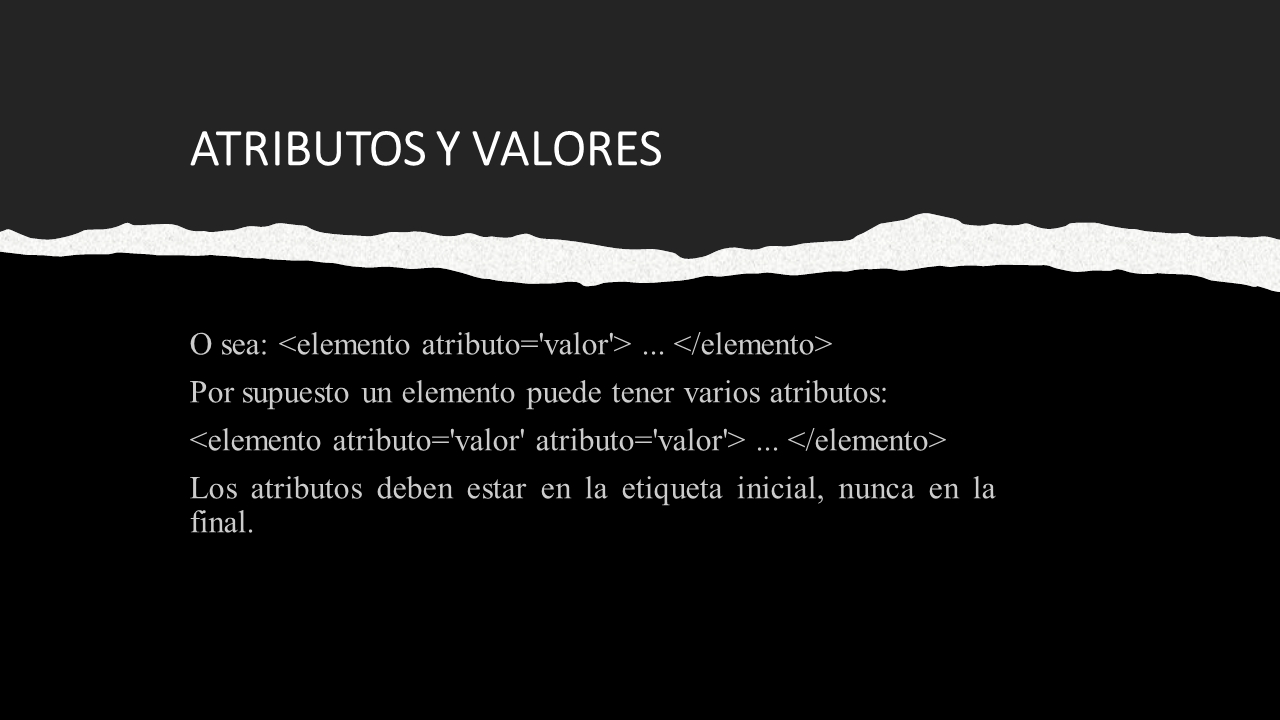 ATRIBUTOS Y VALORES
O sea: <elemento atributo='valor'> ... </elemento>
Por supuesto un elemento puede tener varios atributos:
<elemento atributo='valor' atributo='valor'> ... </elemento>
Los atributos deben estar en la etiqueta inicial, nunca en la
final.